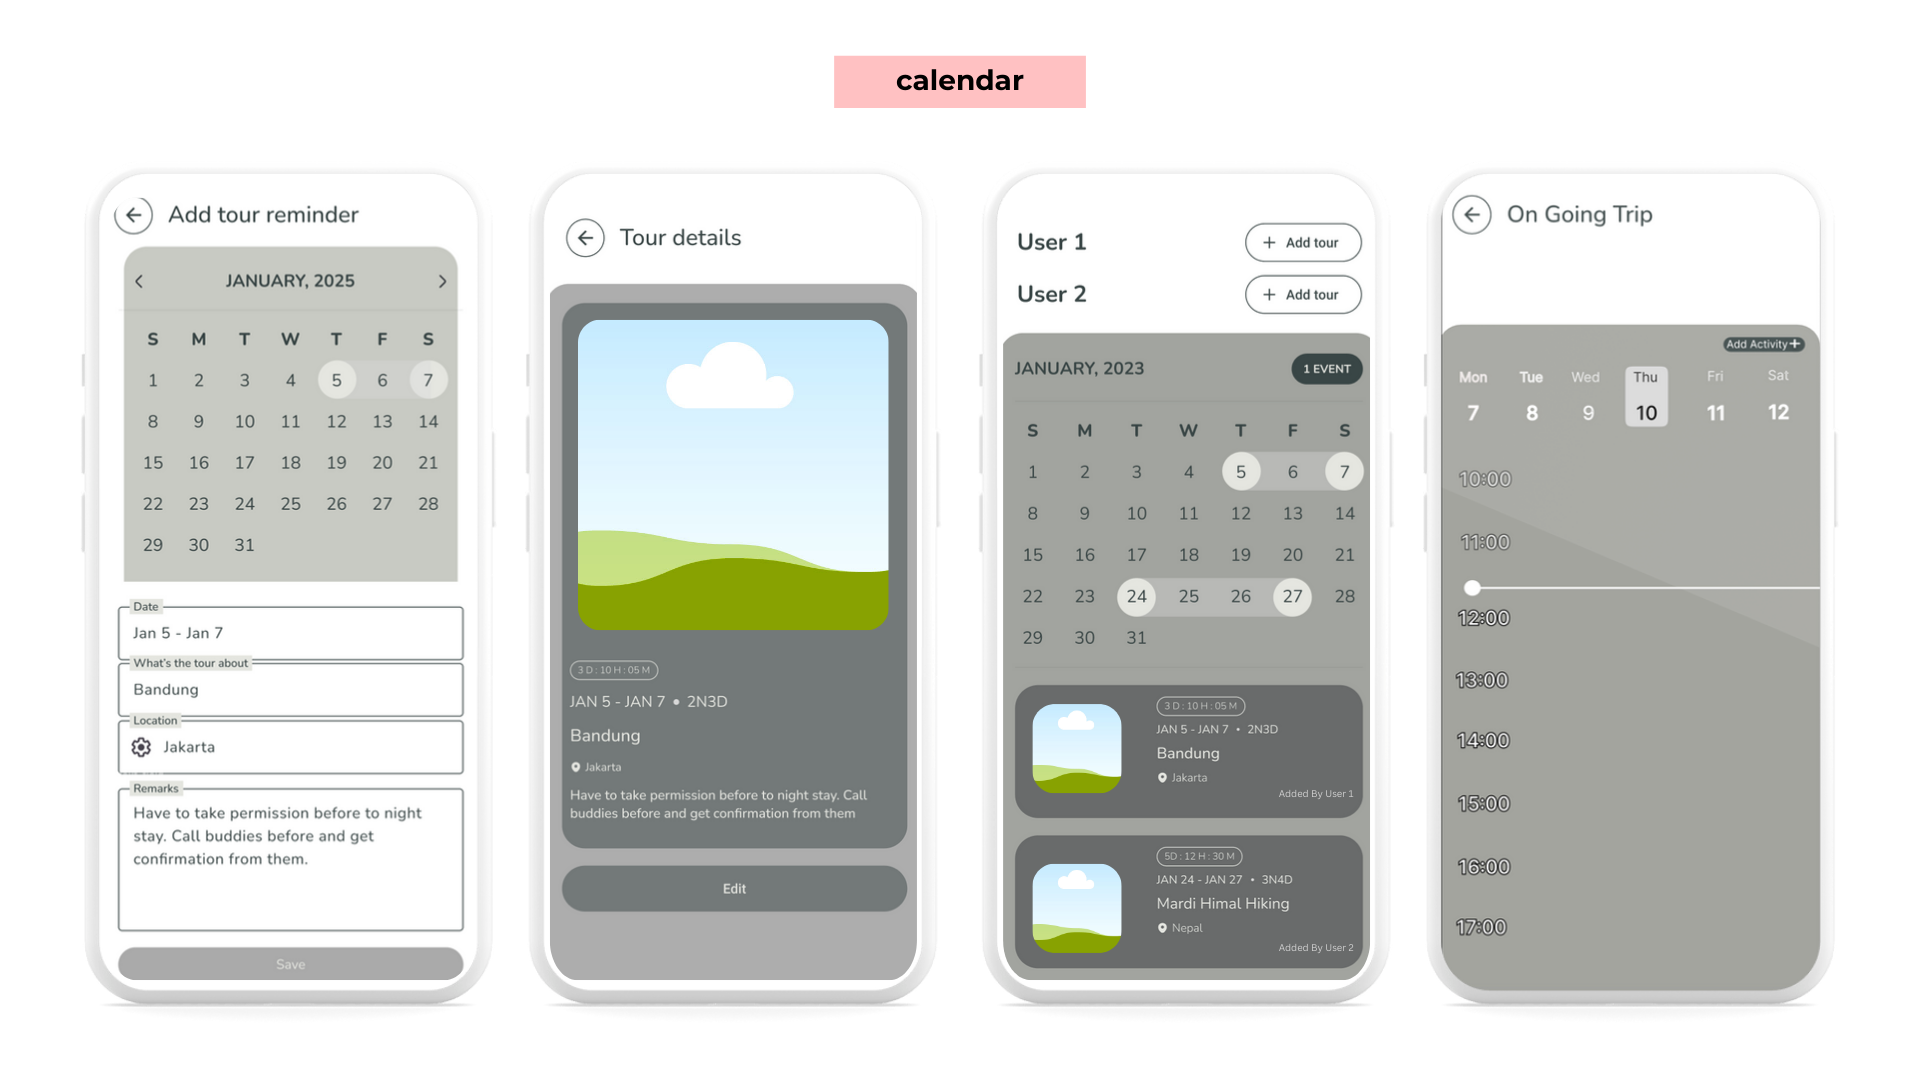 calendar
Add tour reminder
JANUARY, 2025
S M T W T F S
1 2 3 4 5 6 7
8 9 10 11 12 13 14
15 16 17 18 19 20 21
22 23 24 25 26 27 28
29 30 31
Date
Jan 5 - Jan 7
What's the tour about
Bandung
Location
Jakarta
Remarks
Have to take permission before to night
stay. Call buddies before and get
confirmation from them.
Save
Tour details
3 D : 10 H : 05 M
JAN 5 - JAN 7 • 2N3D
Bandung
Jakarta
Have to take permission before to night stay. Call
buddies before and get confirmation from them
Edit
User 1
+ Add tour
User 2
+ Add tour
JANUARY, 2023
1 EVENT
S M T W T F S
1 2 3 4 5 6 7
8 9 10 11 12 13 14
15 16 17 18 19 20 21
22 23 24 25 26 27 28
29 30 31
3 D : 10 H : 05 M
JAN 5 - JAN 7 • 2N3D
Bandung
Jakarta
Added By User 1
5D : 12 H : 30 M
JAN 24 - JAN 27 • 3N4D
Mardi Himal Hiking
Nepal
Added By User 2
On Going Trip
Add Activity+
Mon Tue Wed Thu Fri Sat
7 8 9 10 11 12
10:00
11:00
12:00
13:00
14:00
15:00
16:00
17:00